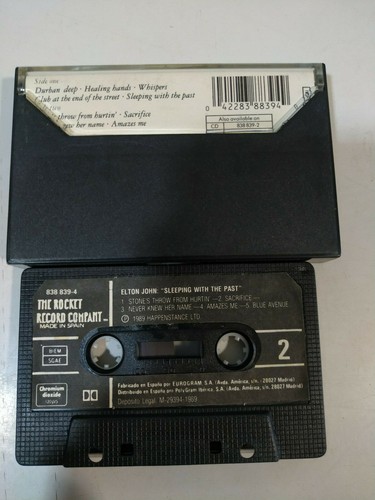 Side one
Durban deep · Healing hands · Whispers
Club at the end of the street · Sleeping with the past
throw from hurtin' · Sacrifice
her name · Amazes me
0 42283 88394
Also available on
CD 838 839-2
838 839-4
THE ROCKET
RECORD COMPANY
MADE IN SPAIN
ELTON JOHN. "SLEEPING WITH THE PAST"
1. STONE'S THROW FROM HURTIN' —2. SACRIFICE.—
3. NEVER KNEW HER NAME.—4. AMAZES ME.—5. BLUE AVENUE.
Ⓟ 1989 HAPPENSTANCE LTD.
SGAE
2
Chromium
dioxide
Fabricado en España por EUROGRAM, S.A. (Avda. América, s/n. 28027 Madrid)
Distribuido en España por PolyGram Ibérica, S.A. (Avda. América, s/n. 28027 Madrid)
Depósito Legal: M-29394-1989